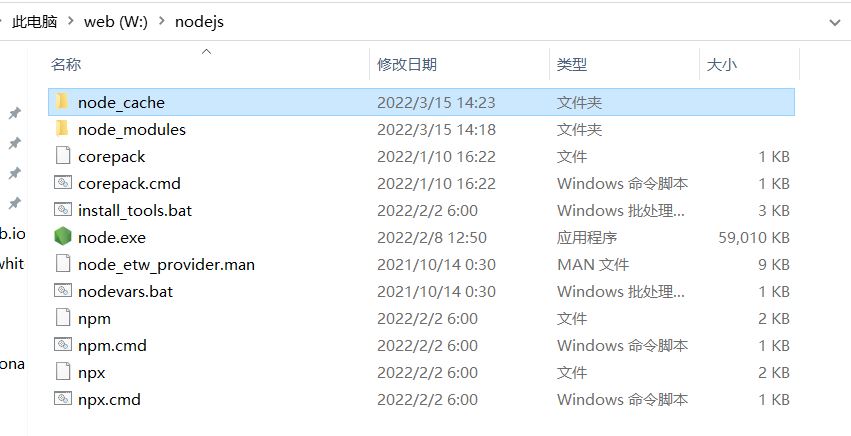 此电脑 > web (W:) > nodejs
名称 修改日期 类型 大小
node_cache 2022/3/15 14:23 文件夹
node_modules 2022/3/15 14:18 文件夹
corepack 2022/1/10 16:22 文件 1 KB
corepack.cmd 2022/1/10 16:22 Windows 命令脚本 1 KB
install_tools.bat 2022/2/2 6:00 Windows 批处理... 3 KB
node.exe 2022/2/8 12:50 应用程序 59,010 KB
b.io
node_etw_provider.man 2021/10/14 0:30 MAN 文件 9 KB
whit
nodevars.bat 2021/10/14 0:30 Windows 批处理... 1 KB
npm 2022/2/2 6:00 文件 2 KB
npm.cmd 2022/2/2 6:00 Windows 命令脚本 1 KB
ona
npx 2022/2/2 6:00 文件 2 KB
npx.cmd 2022/2/2 6:00 Windows 命令脚本 1 KB